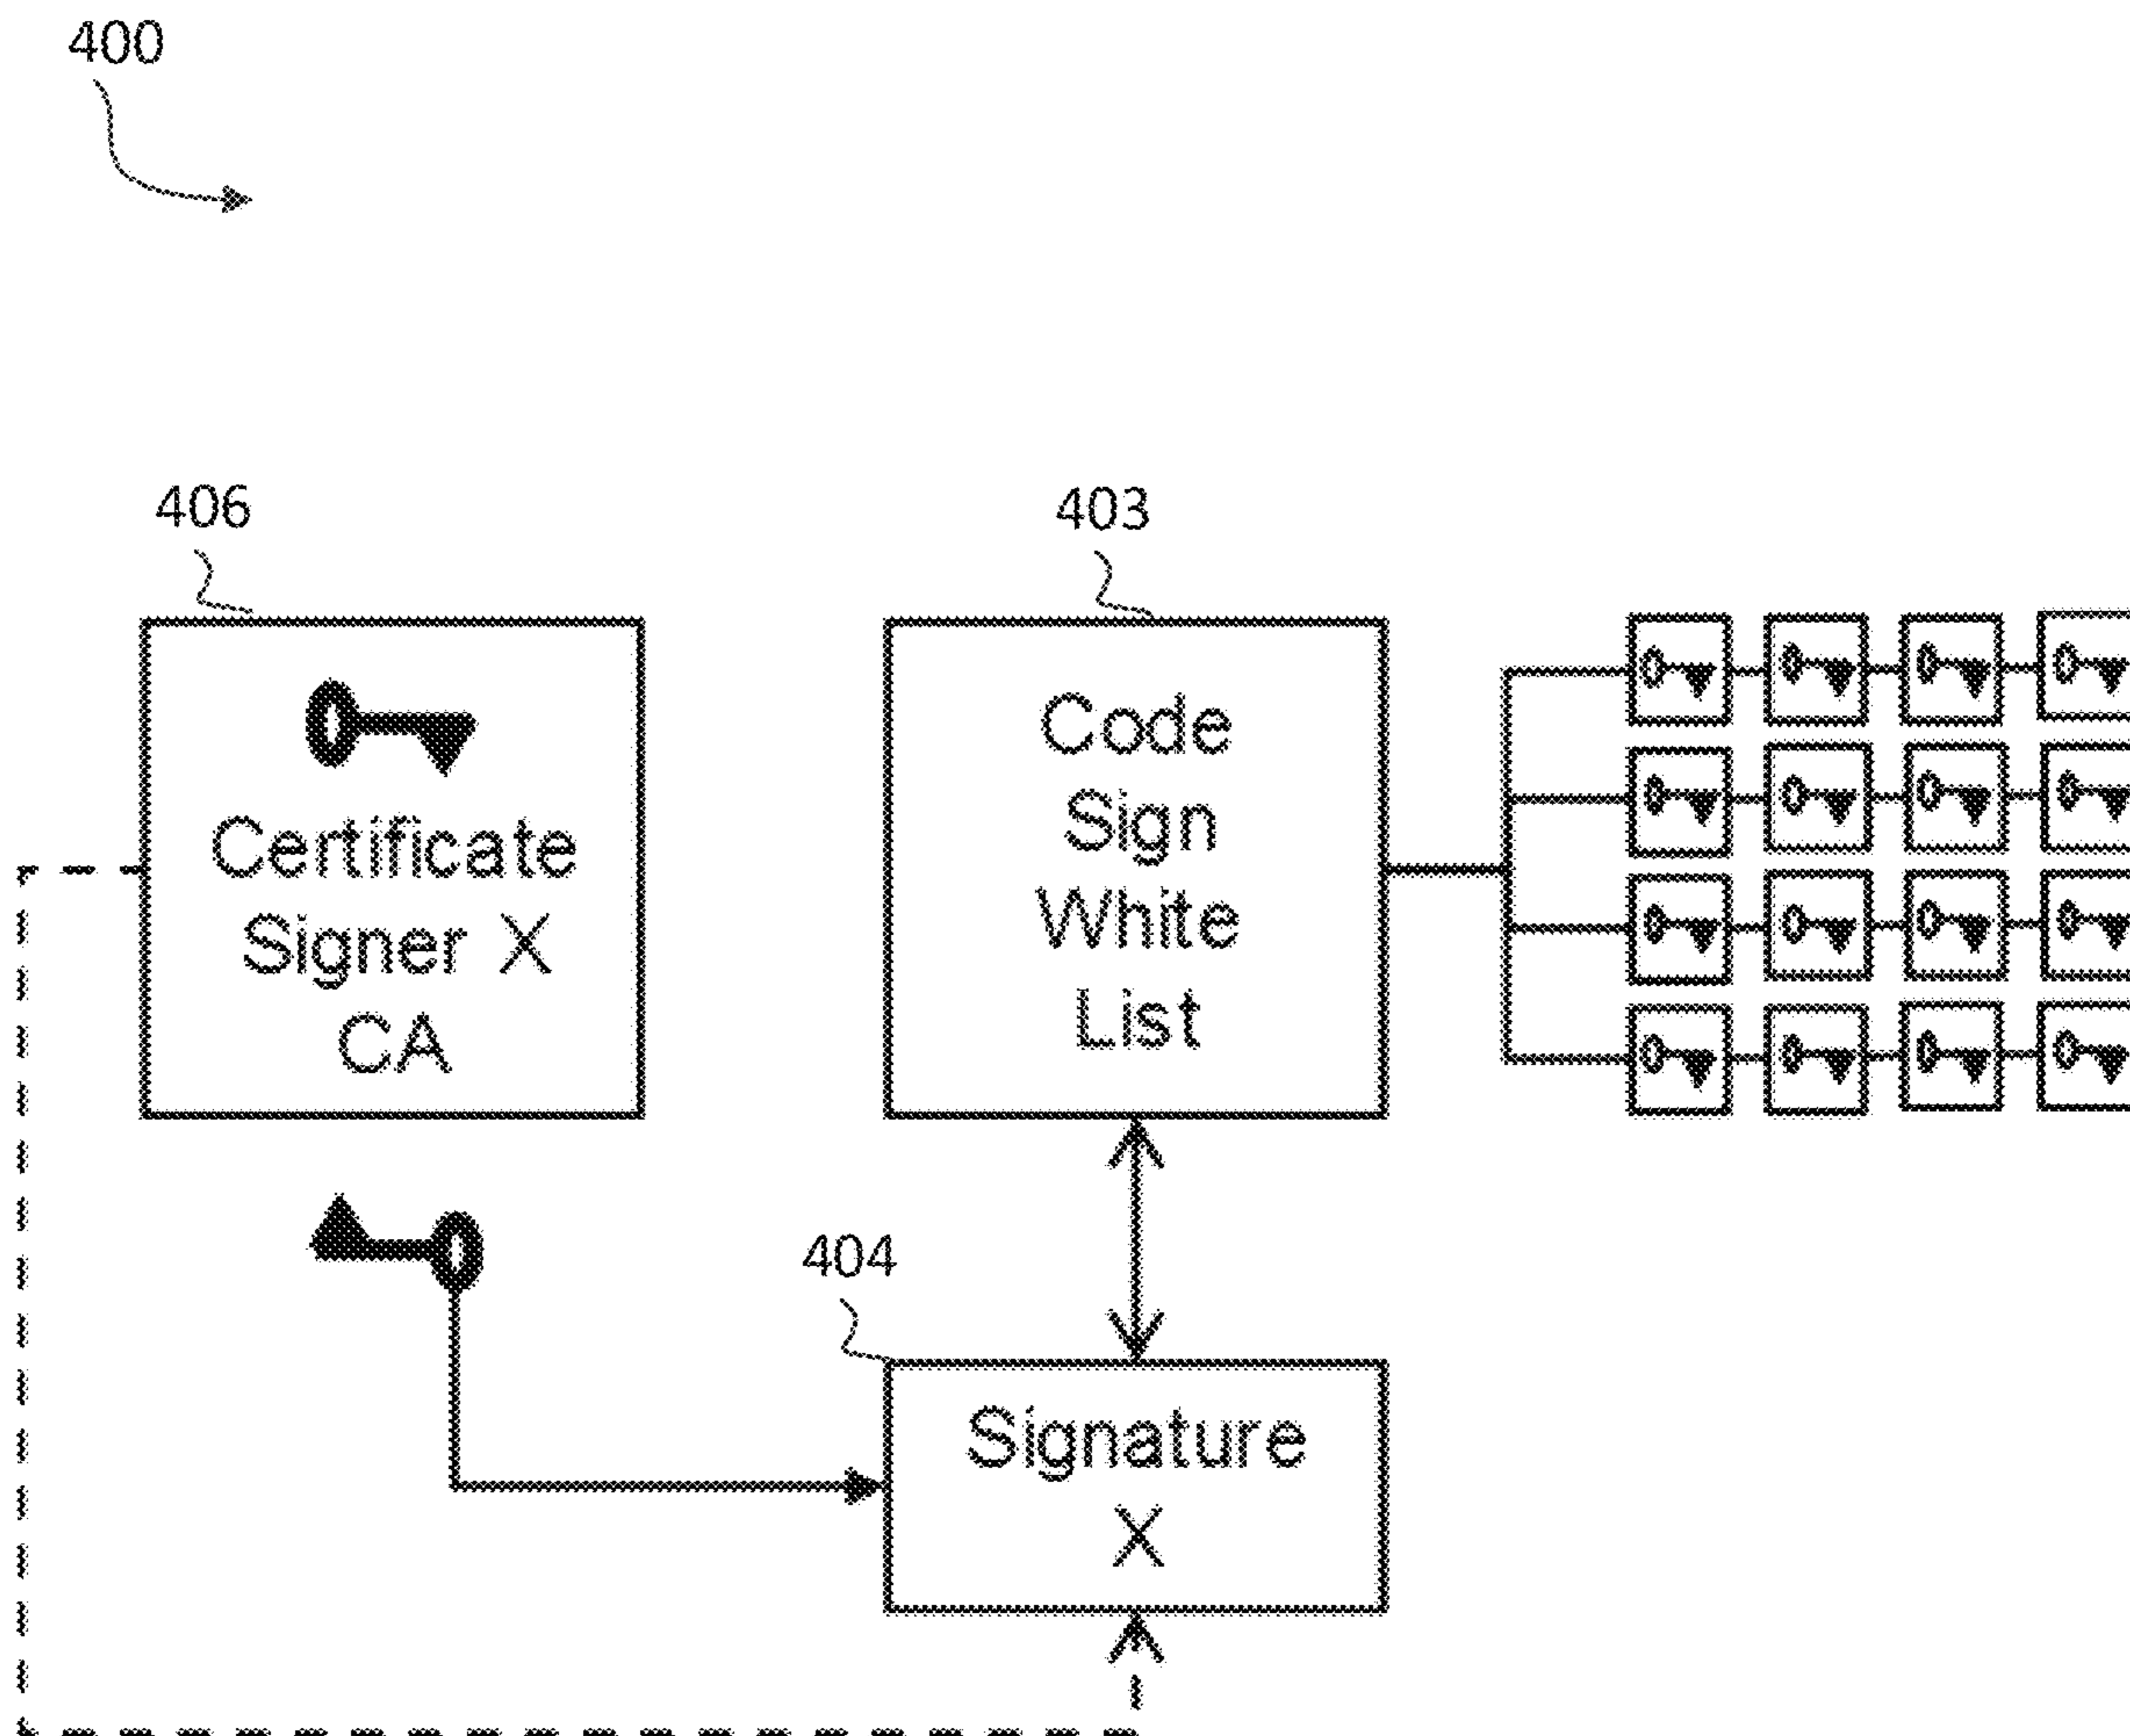 400
406
403
Certificate
Signer X
CA
Code
Sign
White
List
404
Signature
X